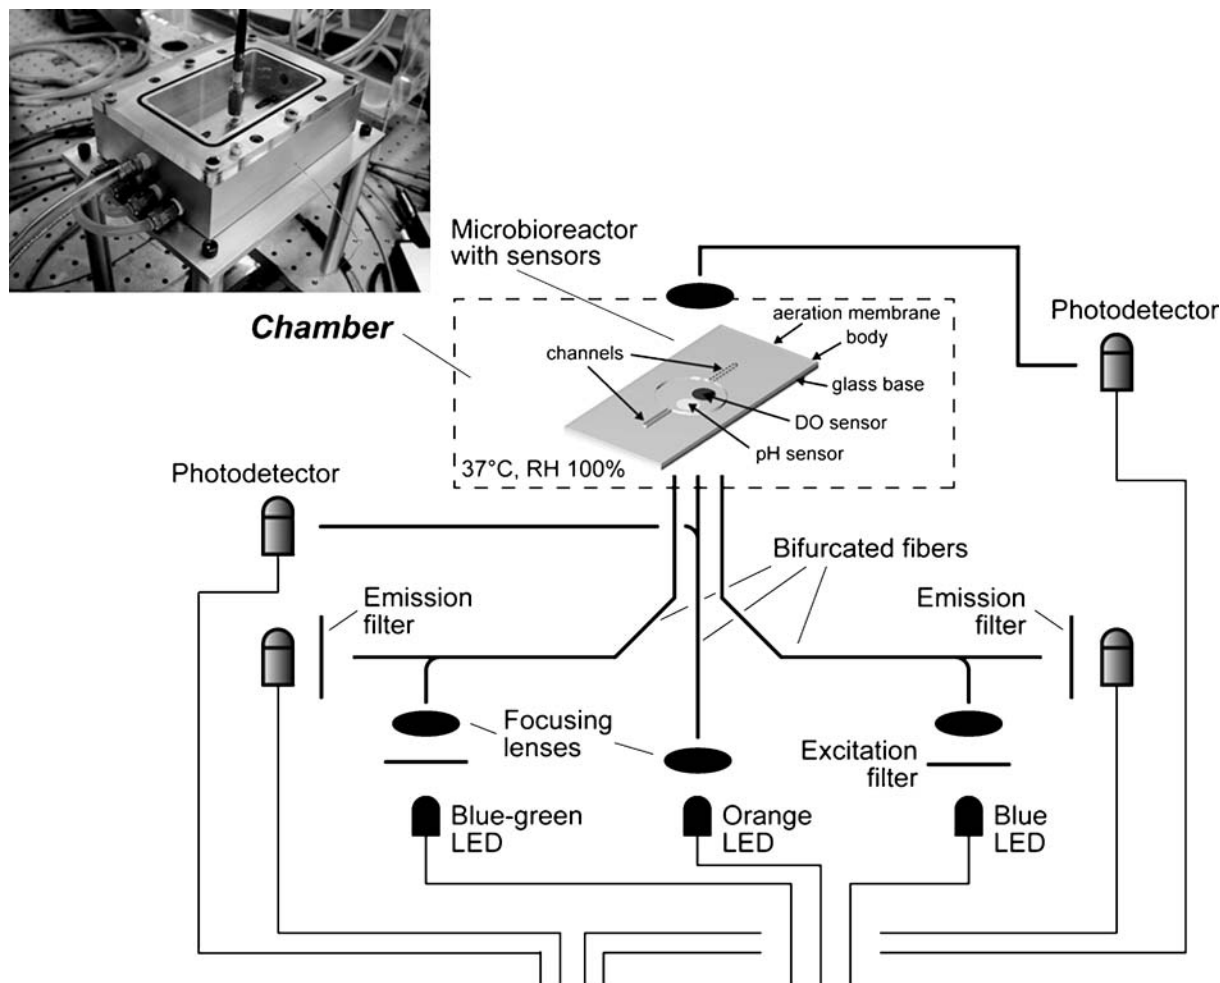 Microbioreactor
with sensors
Chamber
aeration membrane
body
channels
glass base
DO sensor
pH sensor
37°C, RH 100%
Photodetector
Photodetector
Bifurcated fibers
Emission
filter
Emission
filter
Focusing
lenses
Excitation
filter
Blue-green
LED
Orange
LED
Blue
LED